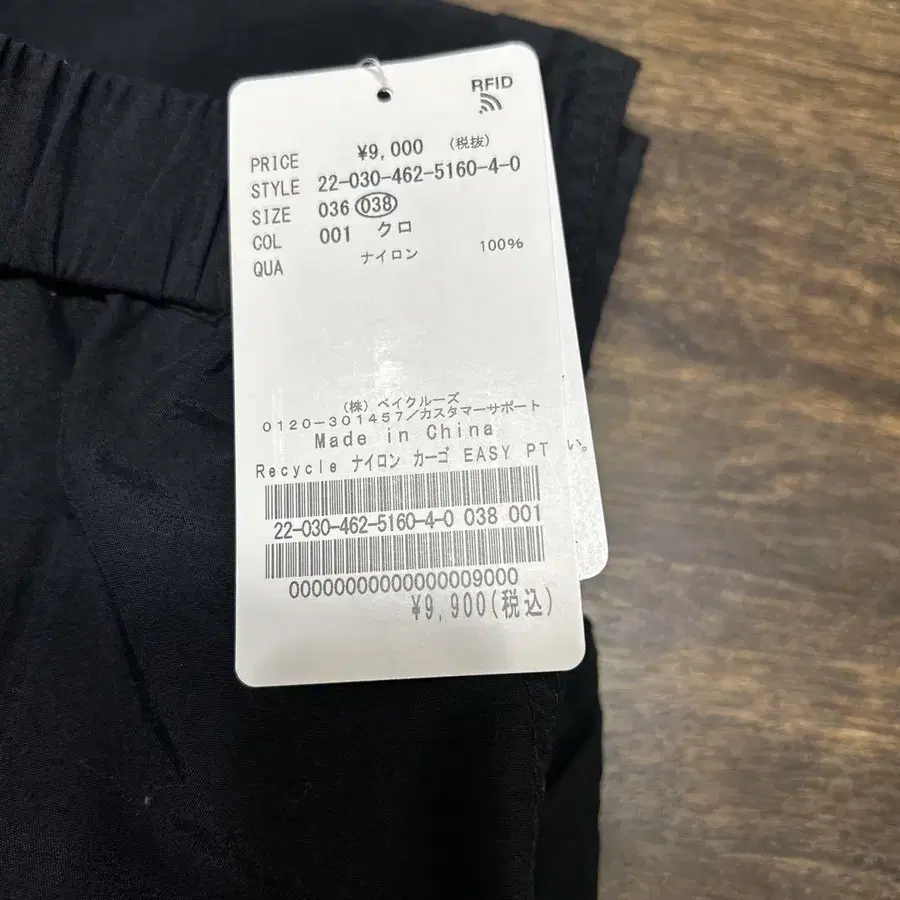 RFID
PRICE ¥9,000 (税抜)
STYLE 22-030-462-5160-4-0
SIZE 036 038
COL 001 クロ
QUA ナイロン 100%
(株) ベイクルーズ
0120-301457/カスタマーサポート
Made in China
Recycle ナイロン カーゴ EASY PT
い。
22-030-462-5160-4-0 038 001
00000000000000009000
¥9,900(税込)